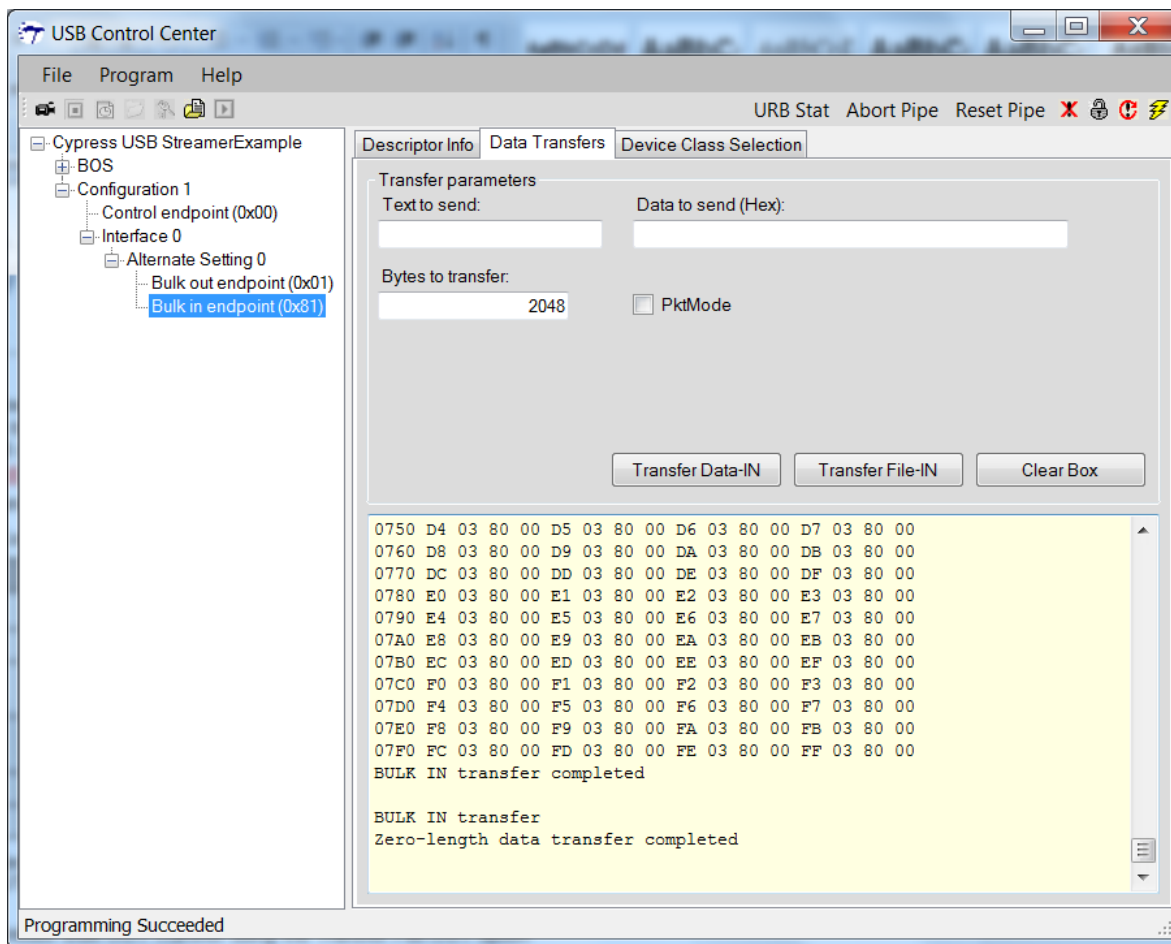 USB Control Center
File Program Help
URB Stat Abort Pipe Reset Pipe
Cypress USB StreamerExample
BOS
Configuration 1
Control endpoint (0x00)
Interface 0
Alternate Setting 0
Bulk out endpoint (0x01)
Bulk in endpoint (0x81)
Descriptor Info Data Transfers Device Class Selection
Transfer parameters
Text to send: Data to send (Hex):
Bytes to transfer:
2048 PktMode
Transfer Data-IN Transfer File-IN Clear Box
0750 D4 03 80 00 D5 03 80 00 D6 03 80 00 D7 03 80 00
0760 D8 03 80 00 D9 03 80 00 DA 03 80 00 DB 03 80 00
0770 DC 03 80 00 DD 03 80 00 DE 03 80 00 DF 03 80 00
0780 E0 03 80 00 E1 03 80 00 E2 03 80 00 E3 03 80 00
0790 E4 03 80 00 E5 03 80 00 E6 03 80 00 E7 03 80 00
07A0 E8 03 80 00 E9 03 80 00 EA 03 80 00 EB 03 80 00
07B0 EC 03 80 00 ED 03 80 00 EE 03 80 00 EF 03 80 00
07C0 F0 03 80 00 F1 03 80 00 F2 03 80 00 F3 03 80 00
07D0 F4 03 80 00 F5 03 80 00 F6 03 80 00 F7 03 80 00
07E0 F8 03 80 00 F9 03 80 00 FA 03 80 00 FB 03 80 00
07F0 FC 03 80 00 FD 03 80 00 FE 03 80 00 FF 03 80 00
BULK IN transfer completed
BULK IN transfer
Zero-length data transfer completed
Programming Succeeded